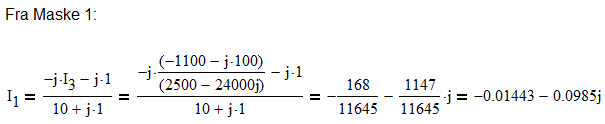 Fra Maske 1:
I₁ = (−j·I₃ − j·1)/(10 + j·1) = (−j·(−1100 − j·100)/(2500 − 24000j) − j·1)/(10 + j·1) = −168/11645 − 1147/11645·j = −0.01443 − 0.0985j